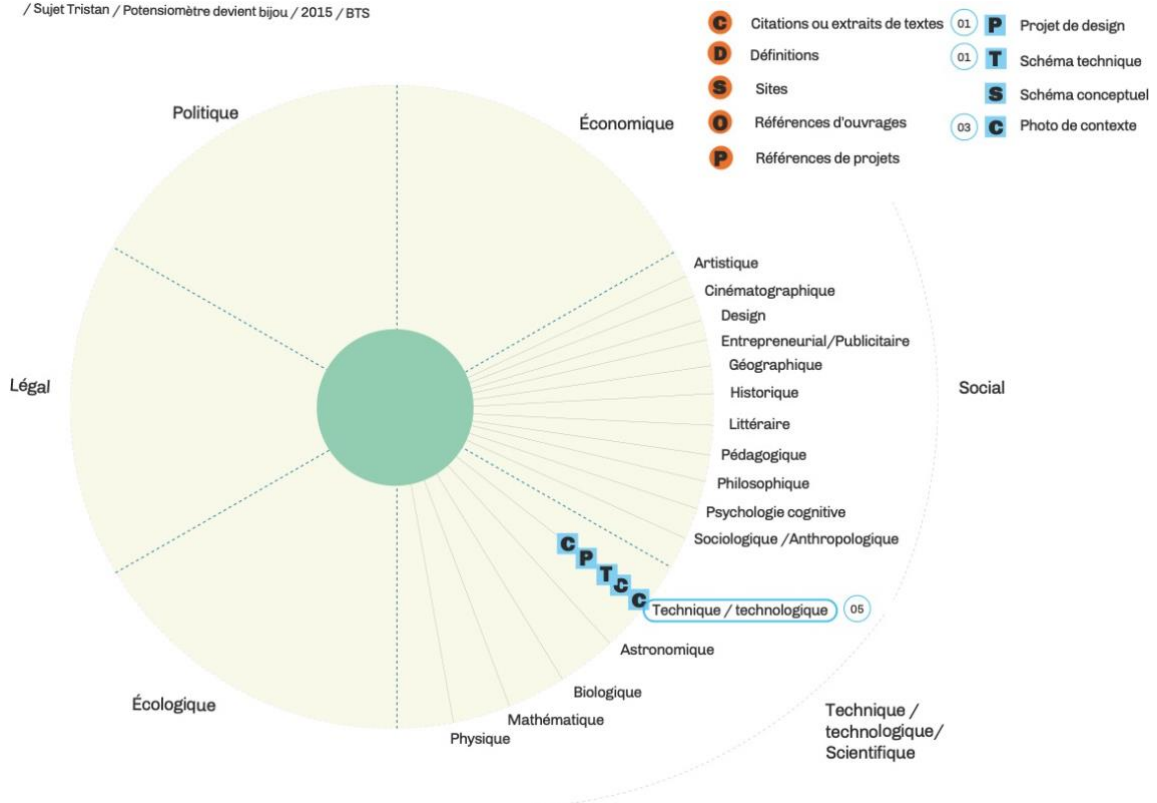 / Sujet Tristan / Potensiomètre devient bijou / 2015 / BTS
C Citations ou extraits de textes
D Définitions
S Sites
O Références d'ouvrages
P Références de projets
01 P Projet de design
01 T Schéma technique
S Schéma conceptuel
03 C Photo de contexte
Politique
Économique
Légal
Écologique
Artistique
Cinématographique
Design
Entrepreneurial/Publicitaire
Géographique
Historique
Littéraire
Pédagogique
Philosophique
Psychologie cognitive
Sociologique /Anthropologique
Social
C
P
T
C
C
Technique / technologique 05
Astronomique
Biologique
Mathématique
Physique
Technique /
technologique/
Scientifique